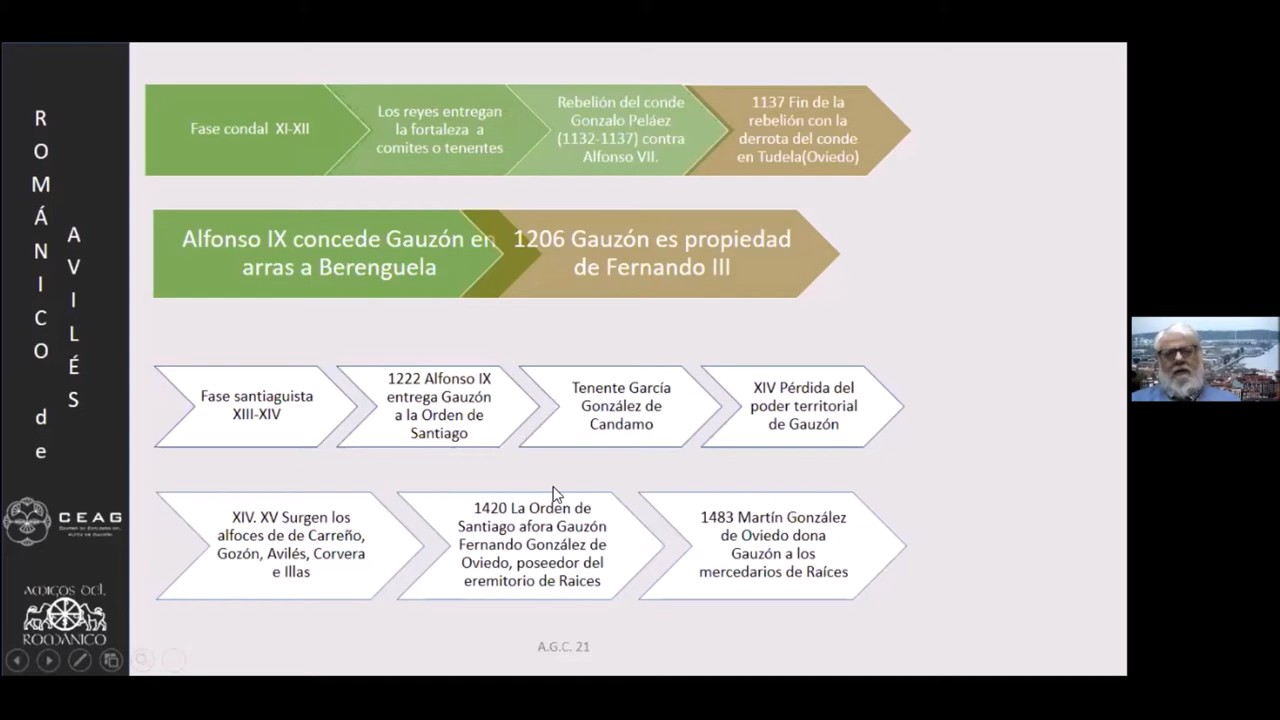 ROMÁNICO de
AVILÉS
Fase condal XI-XII
Los reyes entregan
la fortaleza a
comites o tenentes
Rebelión del conde
Gonzalo Peláez
(1132-1137) contra
Alfonso VII.
1137 Fin de la
rebelión con la
derrota del conde
en Tudela(Oviedo)
Alfonso IX concede Gauzón en
arras a Berenguela
1206 Gauzón es propiedad
de Fernando III
Fase santiaguista
XIII-XIV
1222 Alfonso IX
entrega Gauzón
a la Orden de
Santiago
Tenente García
González de
Candamo
XIV Pérdida del
poder territorial
de Gauzón
XIV. XV Surgen los
alfoces de de Carreño,
Gozón, Avilés, Corvera
e Illas
1420 La Orden de
Santiago afora Gauzón
Fernando González de
Oviedo, poseedor del
eremitorio de Raices
1483 Martín González
de Oviedo dona
Gauzón a los
mercedarios de Raíces
CEAG
AMIGOS DEL
ROMÁNICO
A.G.C. 21